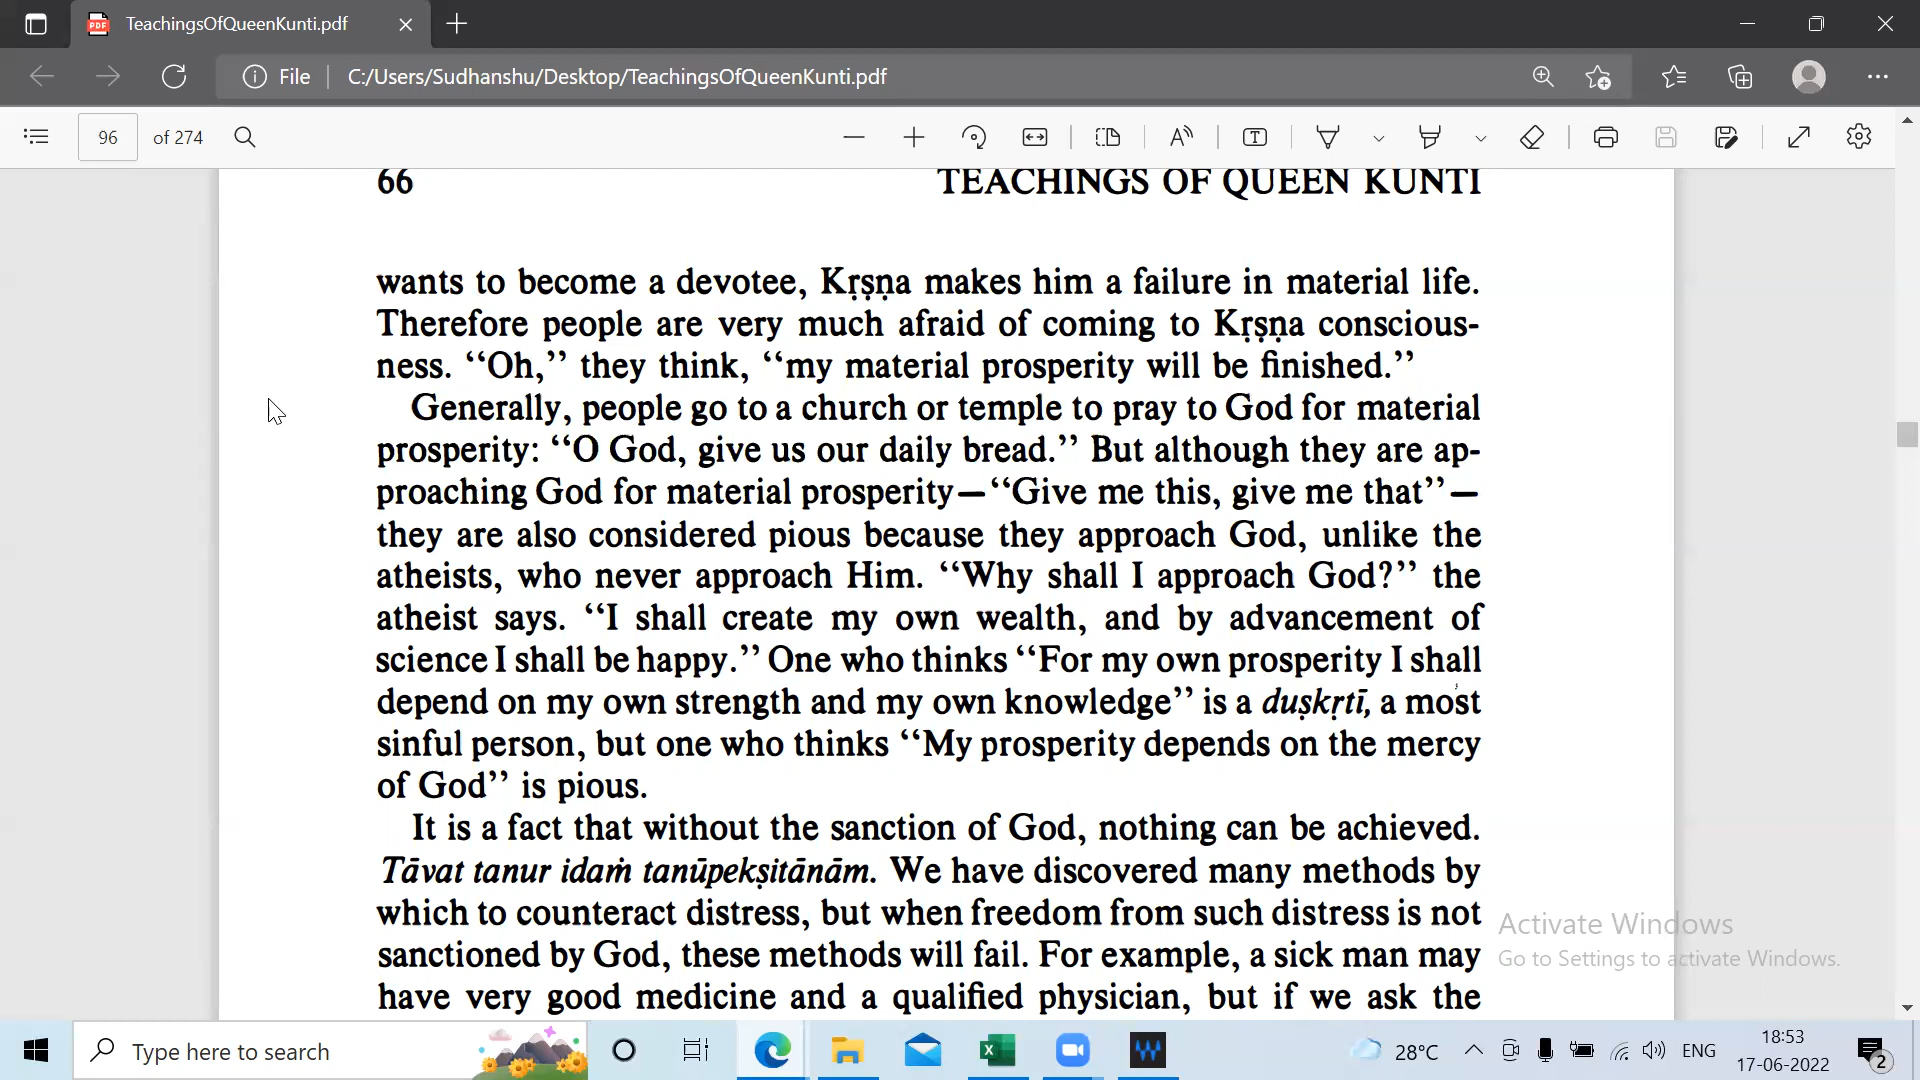 TeachingsOfQueenKunti.pdf
File
C:/Users/Sudhanshu/Desktop/TeachingsOfQueenKunti.pdf
96 of 274
66 TEACHINGS OF QUEEN KUNTI
wants to become a devotee, Kṛṣṇa makes him a failure in material life.
Therefore people are very much afraid of coming to Kṛṣṇa conscious-
ness. ‘‘Oh,’’ they think, ‘‘my material prosperity will be finished.’’
Generally, people go to a church or temple to pray to God for material
prosperity: ‘‘O God, give us our daily bread.’’ But although they are ap-
proaching God for material prosperity—‘‘Give me this, give me that’’—
they are also considered pious because they approach God, unlike the
atheists, who never approach Him. ‘‘Why shall I approach God?’’ the
atheist says. ‘‘I shall create my own wealth, and by advancement of
science I shall be happy.’’ One who thinks ‘‘For my own prosperity I shall
depend on my own strength and my own knowledge’’ is a duṣkṛtī, a most
sinful person, but one who thinks ‘‘My prosperity depends on the mercy
of God’’ is pious.
It is a fact that without the sanction of God, nothing can be achieved.
Tāvat tanur idaṁ tanūpekṣitānām. We have discovered many methods by
which to counteract distress, but when freedom from such distress is not
sanctioned by God, these methods will fail. For example, a sick man may
have very good medicine and a qualified physician, but if we ask the
Activate Windows
Go to Settings to activate Windows.
Type here to search
28°C
ENG
18:53
17-06-2022
2